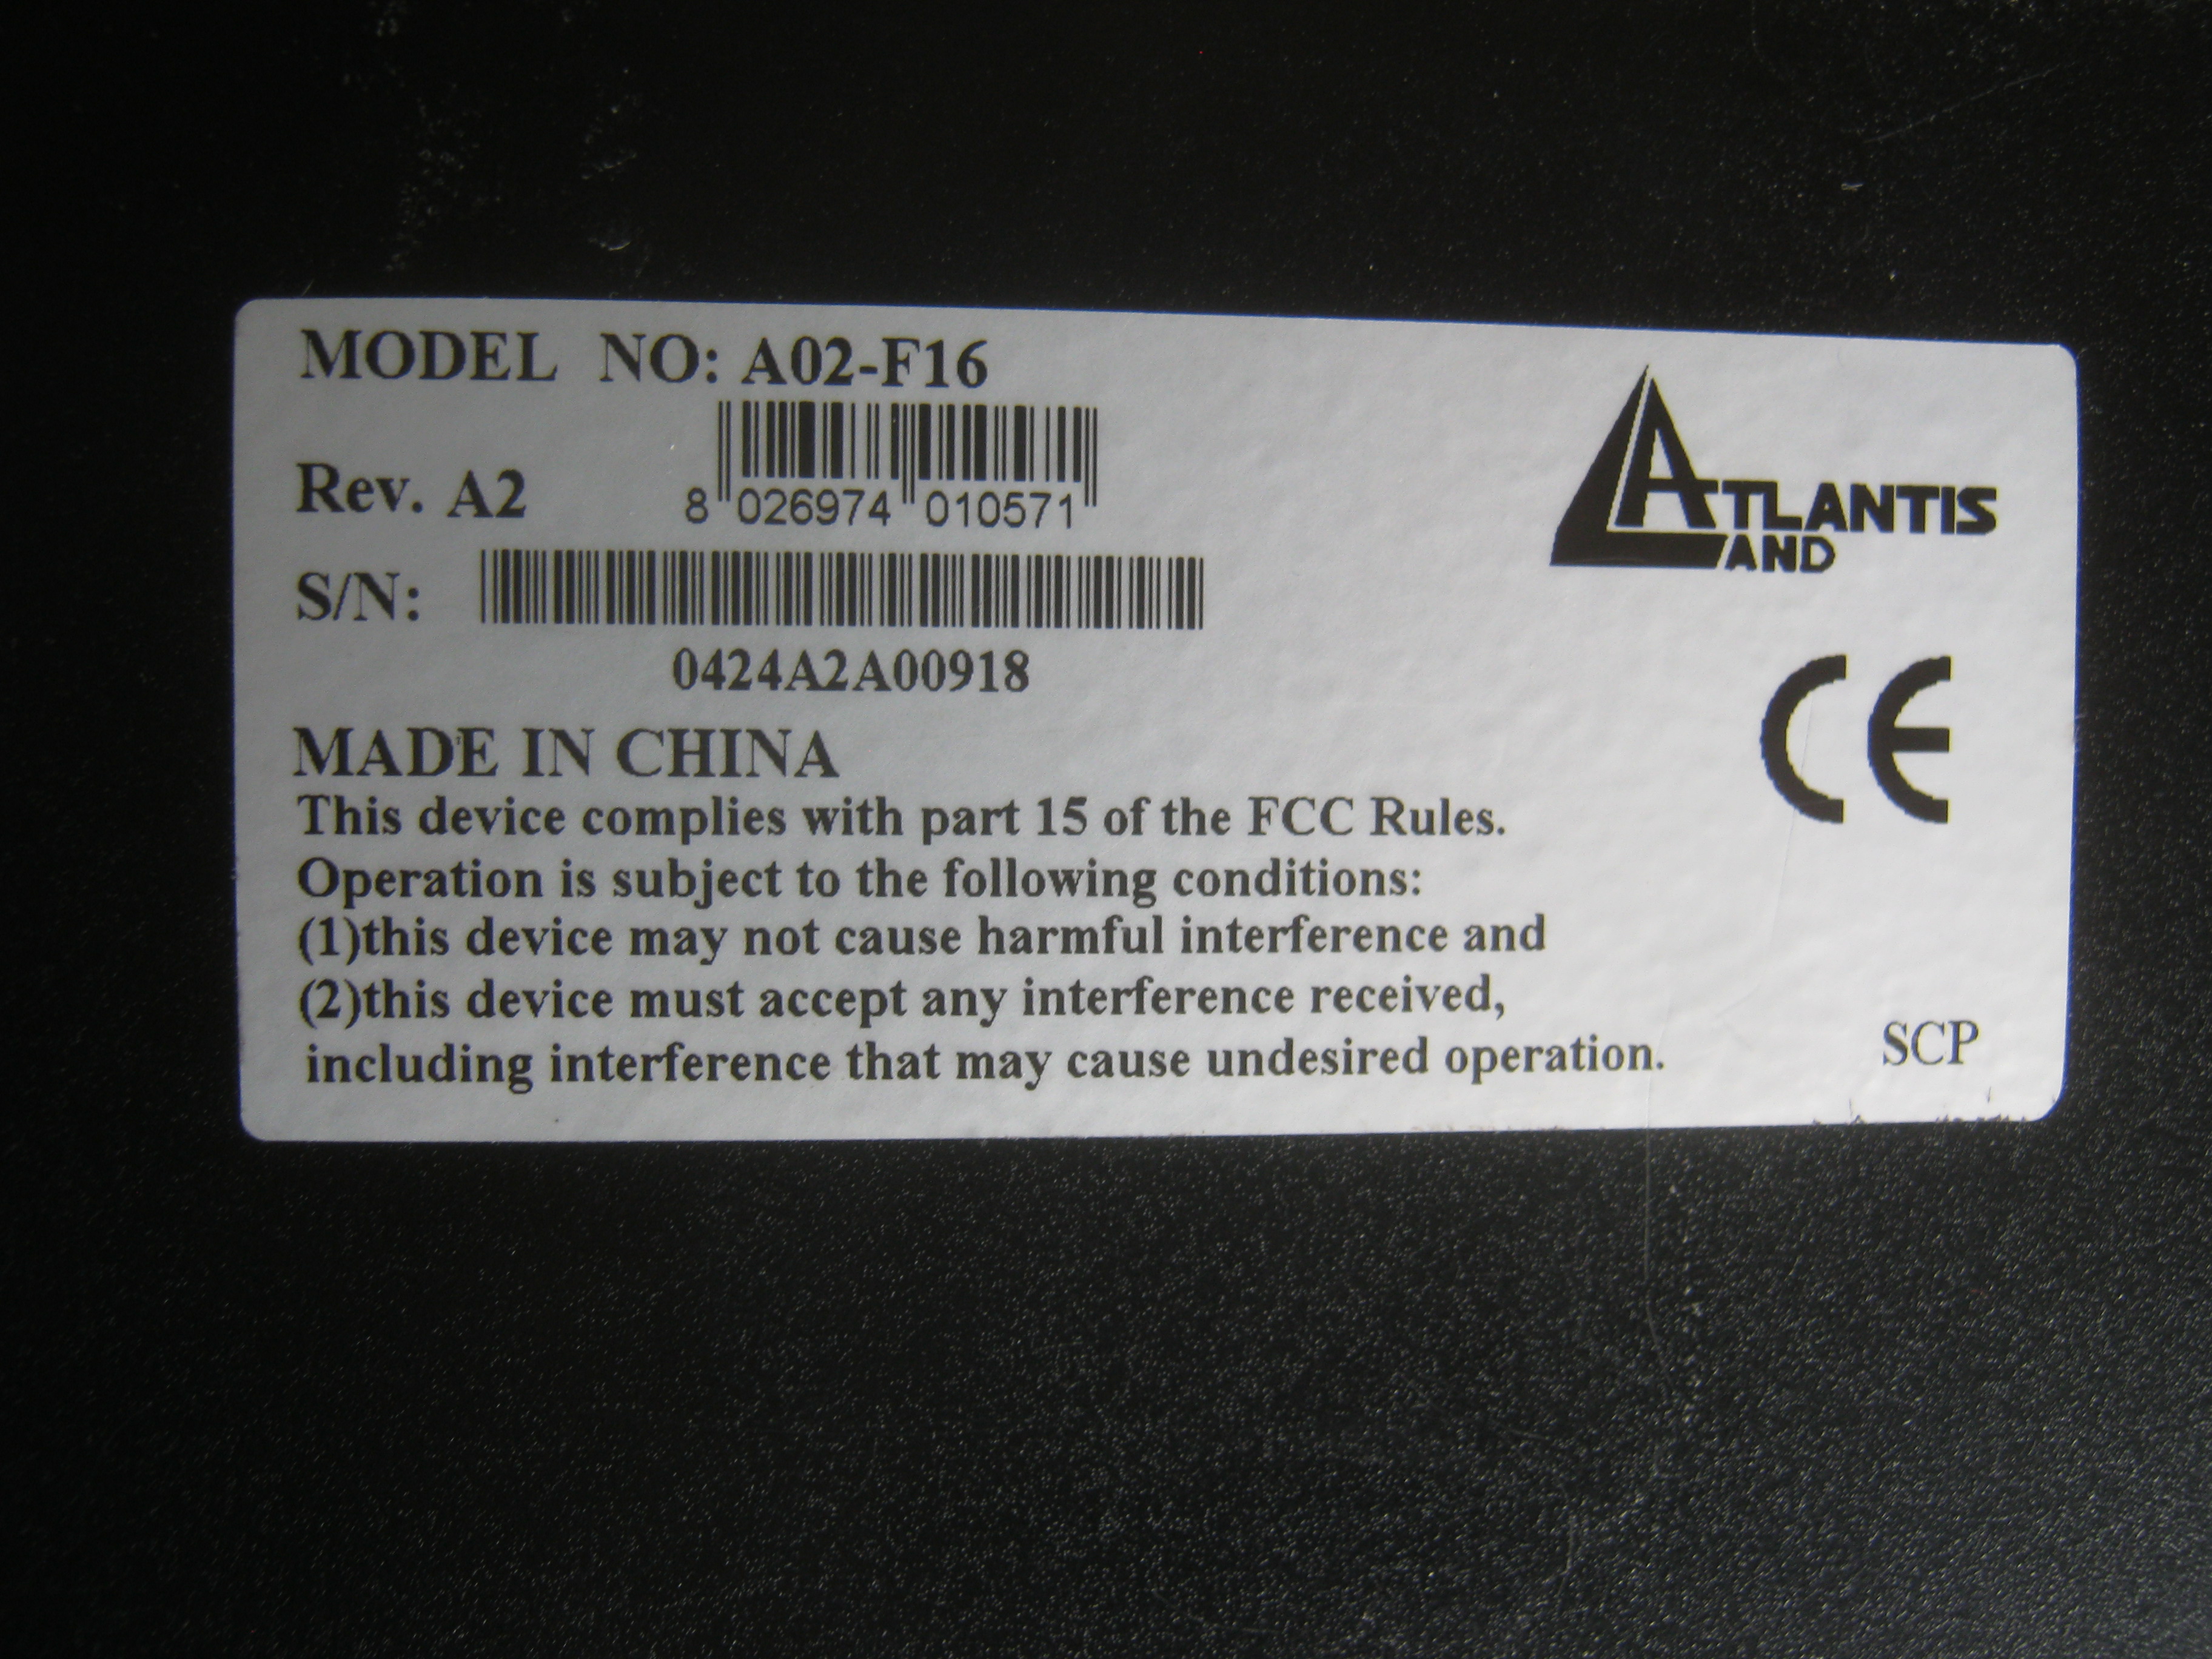 MODEL NO: A02-F16
Rev. A2
8 026974 010571
S/N:
0424A2A00918
MADE IN CHINA
This device complies with part 15 of the FCC Rules.
Operation is subject to the following conditions:
(1)this device may not cause harmful interference and
(2)this device must accept any interference received,
including interference that may cause undesired operation.
ATLANTIS
LAND
CE
SCP